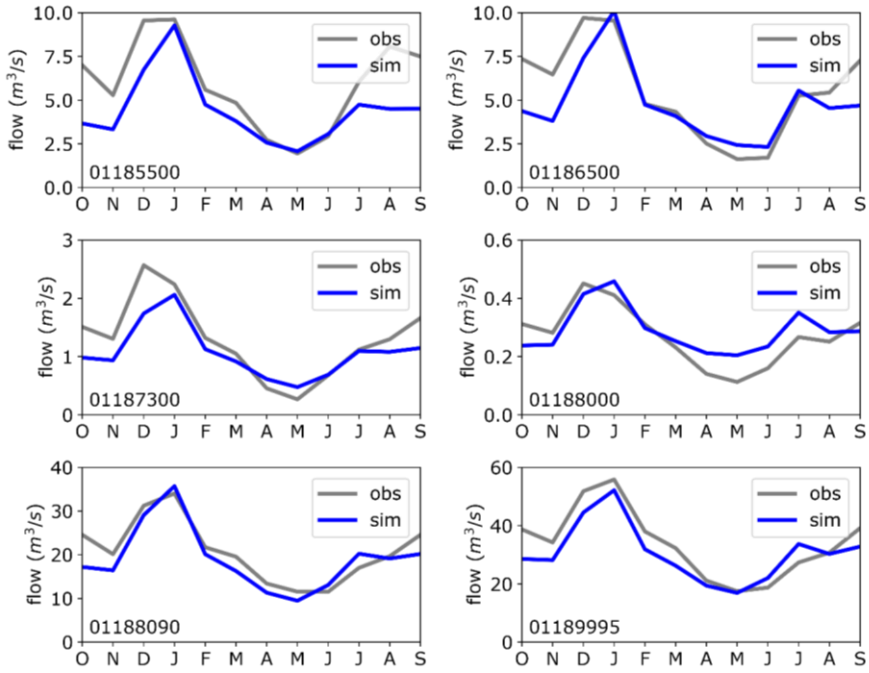 10.0
7.5
5.0
2.5
0.0
flow (m³/s)
obs
sim
01185500
O N D J F M A M J J A S
10.0
7.5
5.0
2.5
0.0
flow (m³/s)
obs
sim
01186500
O N D J F M A M J J A S
3
2
1
0
flow (m³/s)
obs
sim
01187300
O N D J F M A M J J A S
0.6
0.4
0.2
0.0
flow (m³/s)
obs
sim
01188000
O N D J F M A M J J A S
40
30
20
10
0
flow (m³/s)
obs
sim
01188090
O N D J F M A M J J A S
60
40
20
0
flow (m³/s)
obs
sim
01189995
O N D J F M A M J J A S